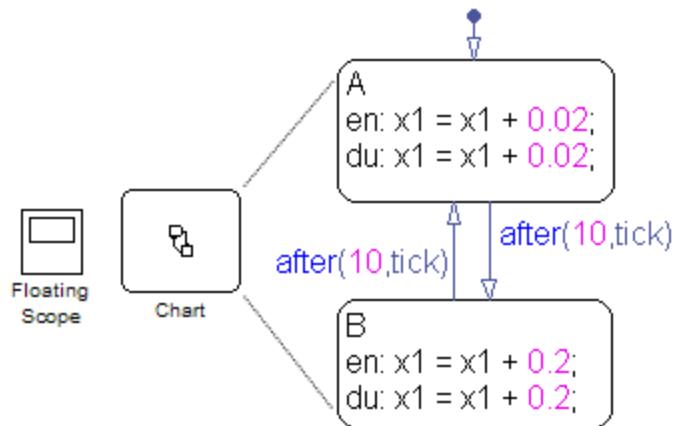 A
en: x1 = x1 + 0.02;
du: x1 = x1 + 0.02;
after(10,tick)
after(10,tick)
Floating
Scope
Chart
B
en: x1 = x1 + 0.2;
du: x1 = x1 + 0.2;